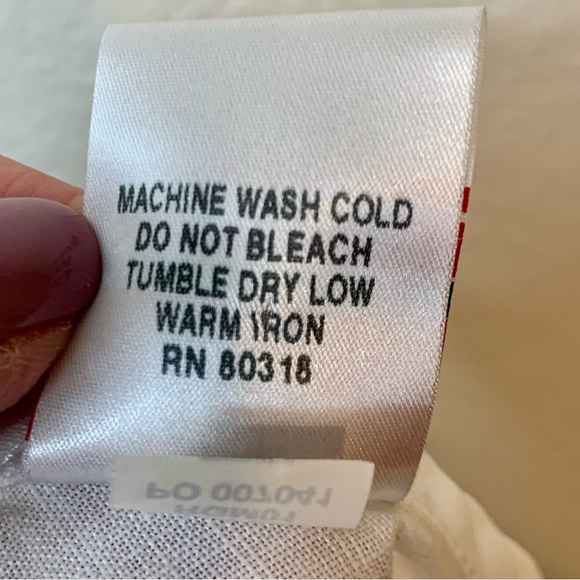 MACHINE WASH COLD
DO NOT BLEACH
TUMBLE DRY LOW
WARM IRON
RN 80318
PO 007041